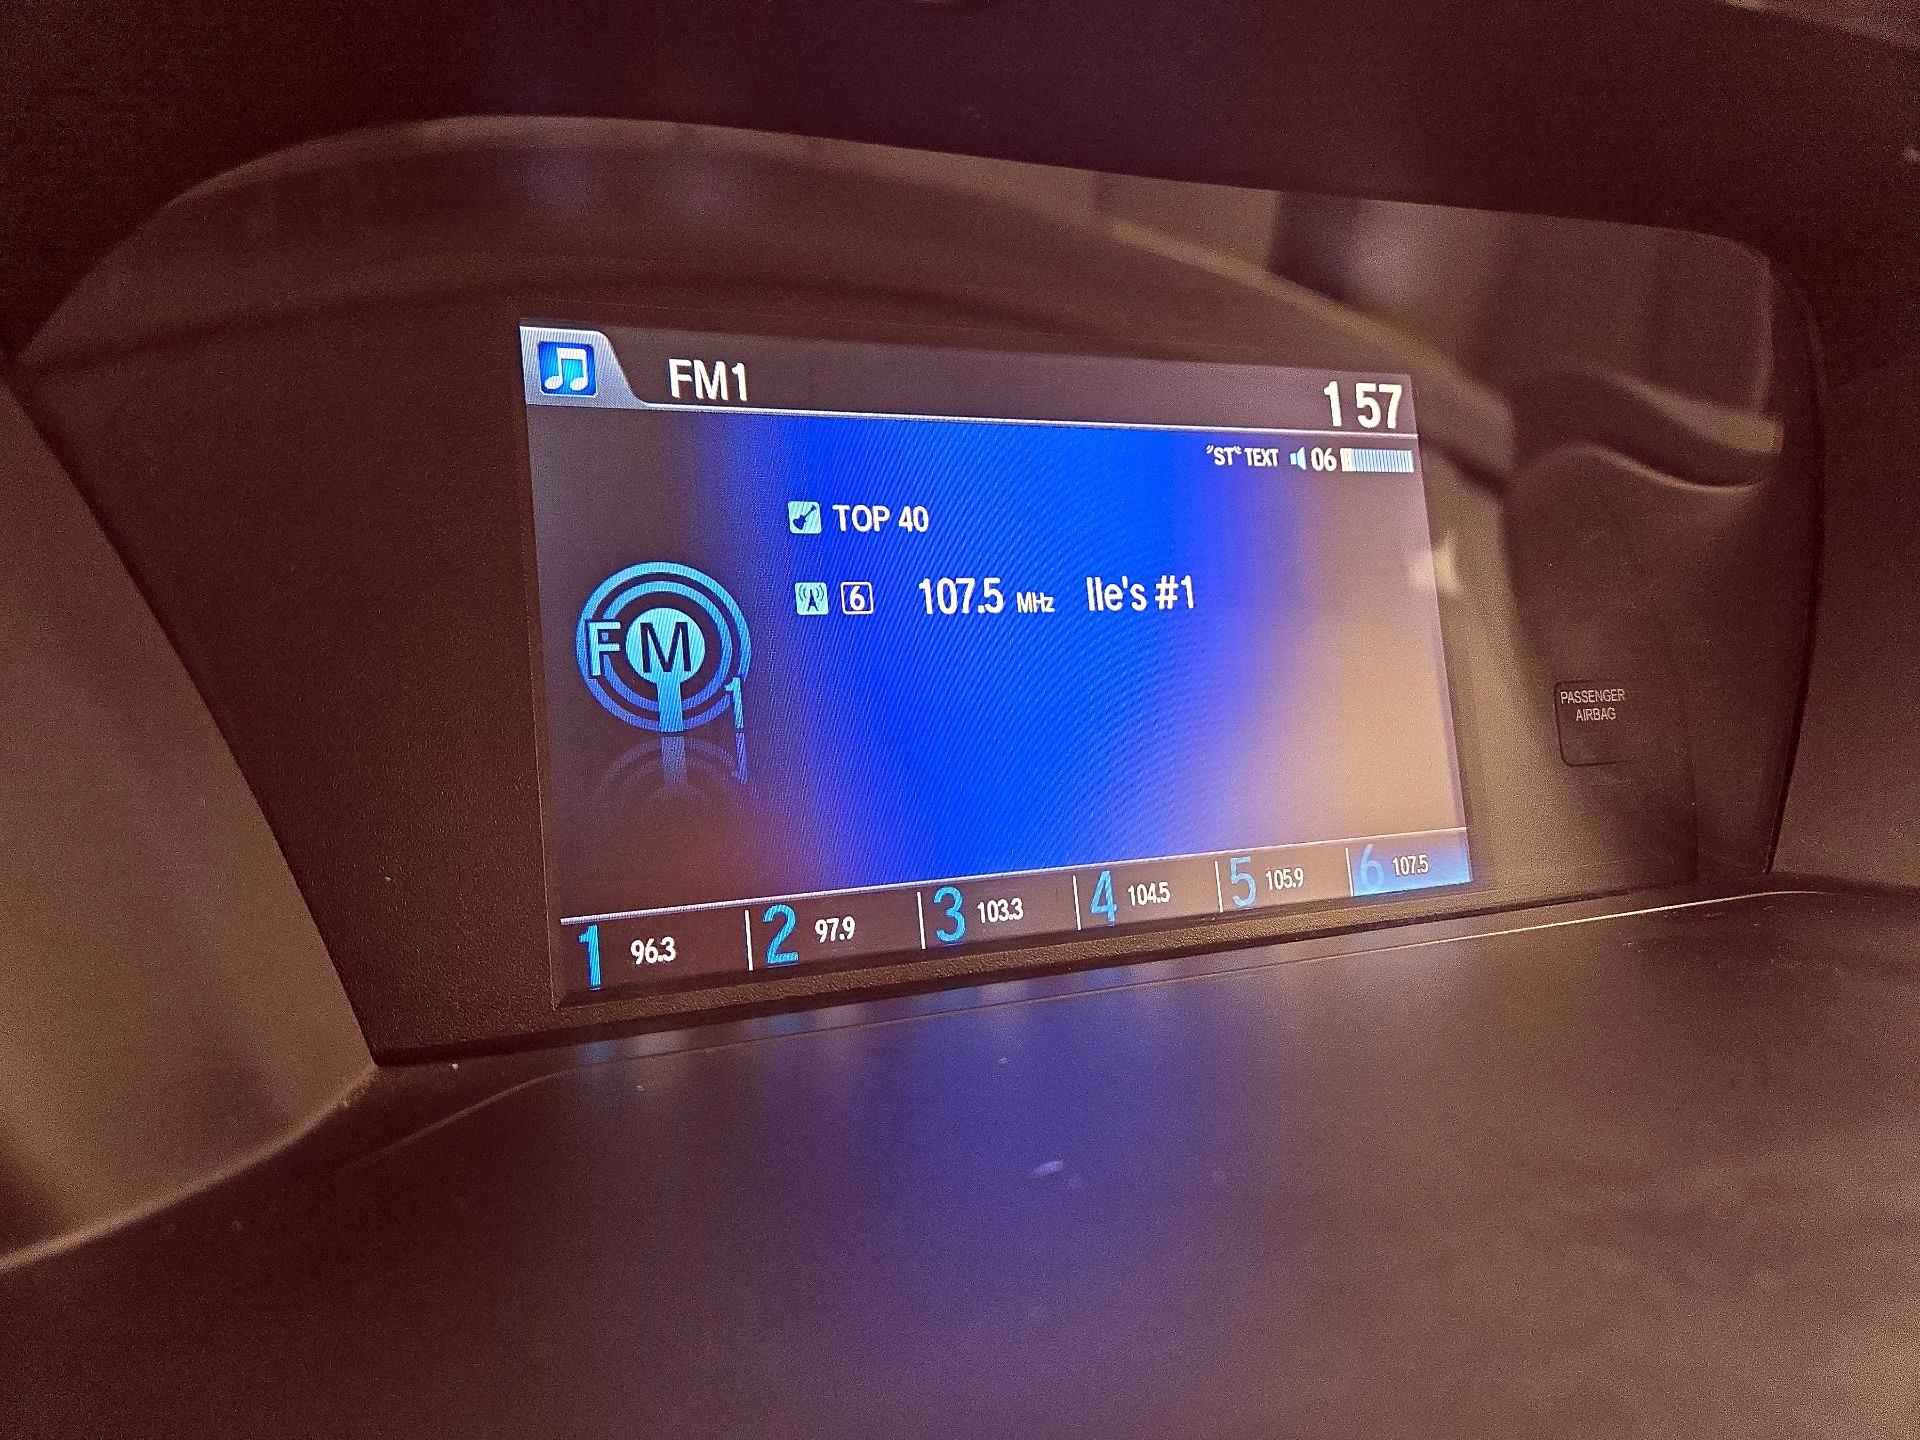 FM1
1 57
"ST" TEXT 06
TOP 40
6 107.5 MHz lle's #1
FM 1
PASSENGER
AIRBAG
1 96.3 2 97.9 3 103.3 4 104.5 5 105.9 6 107.5